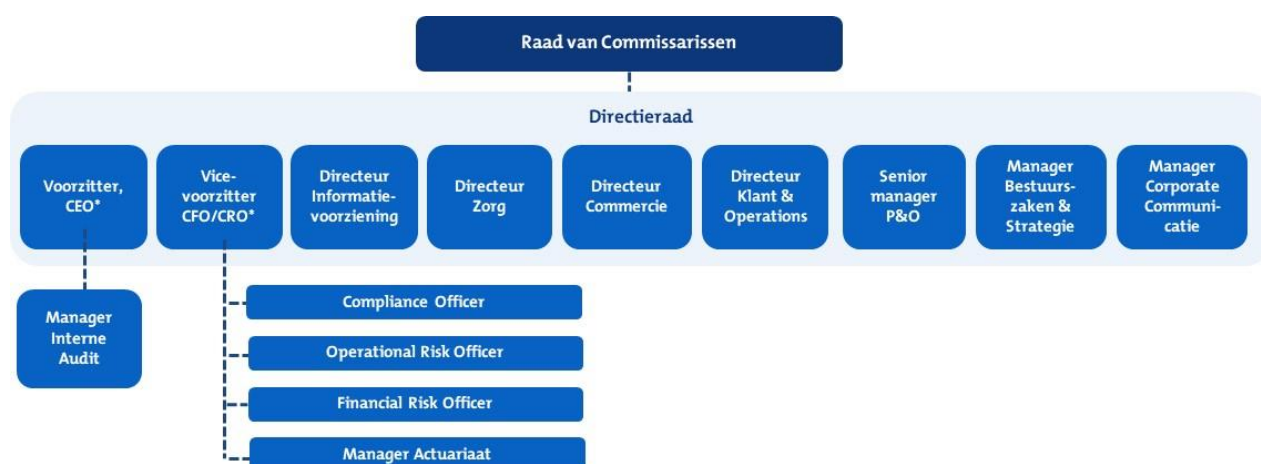 Raad van Commissarissen
Directieraad
Voorzitter,
CEO*
Vice-
voorzitter
CFO/CRO*
Directeur
Informatie-
voorziening
Directeur
Zorg
Directeur
Commercie
Directeur
Klant &
Operations
Senior
manager
P&O
Manager
Bestuurs-
zaken &
Strategie
Manager
Corporate
Communi-
catie
Manager
Interne
Audit
Compliance Officer
Operational Risk Officer
Financial Risk Officer
Manager Actuariaat